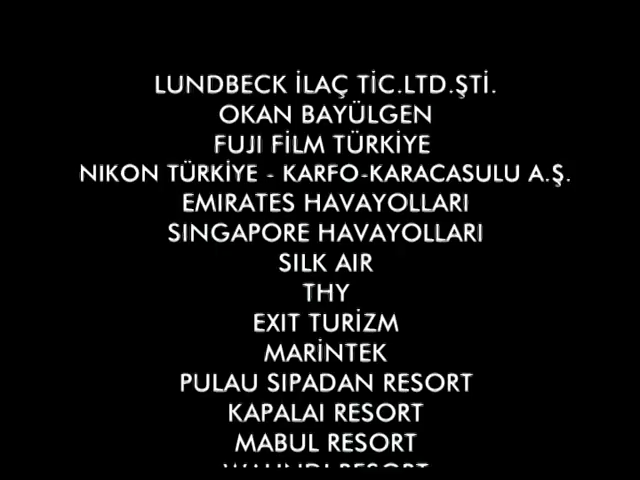 LUNDBECK İLAÇ TİC.LTD.ŞTİ.
OKAN BAYÜLGEN
FUJI FİLM TÜRKİYE
NIKON TÜRKİYE - KARFO-KARACASULU A.Ş.
EMIRATES HAVAYOLLARI
SINGAPORE HAVAYOLLARI
SILK AIR
THY
EXIT TURİZM
MARİNTEK
PULAU SIPADAN RESORT
KAPALAI RESORT
MABUL RESORT
RESORT